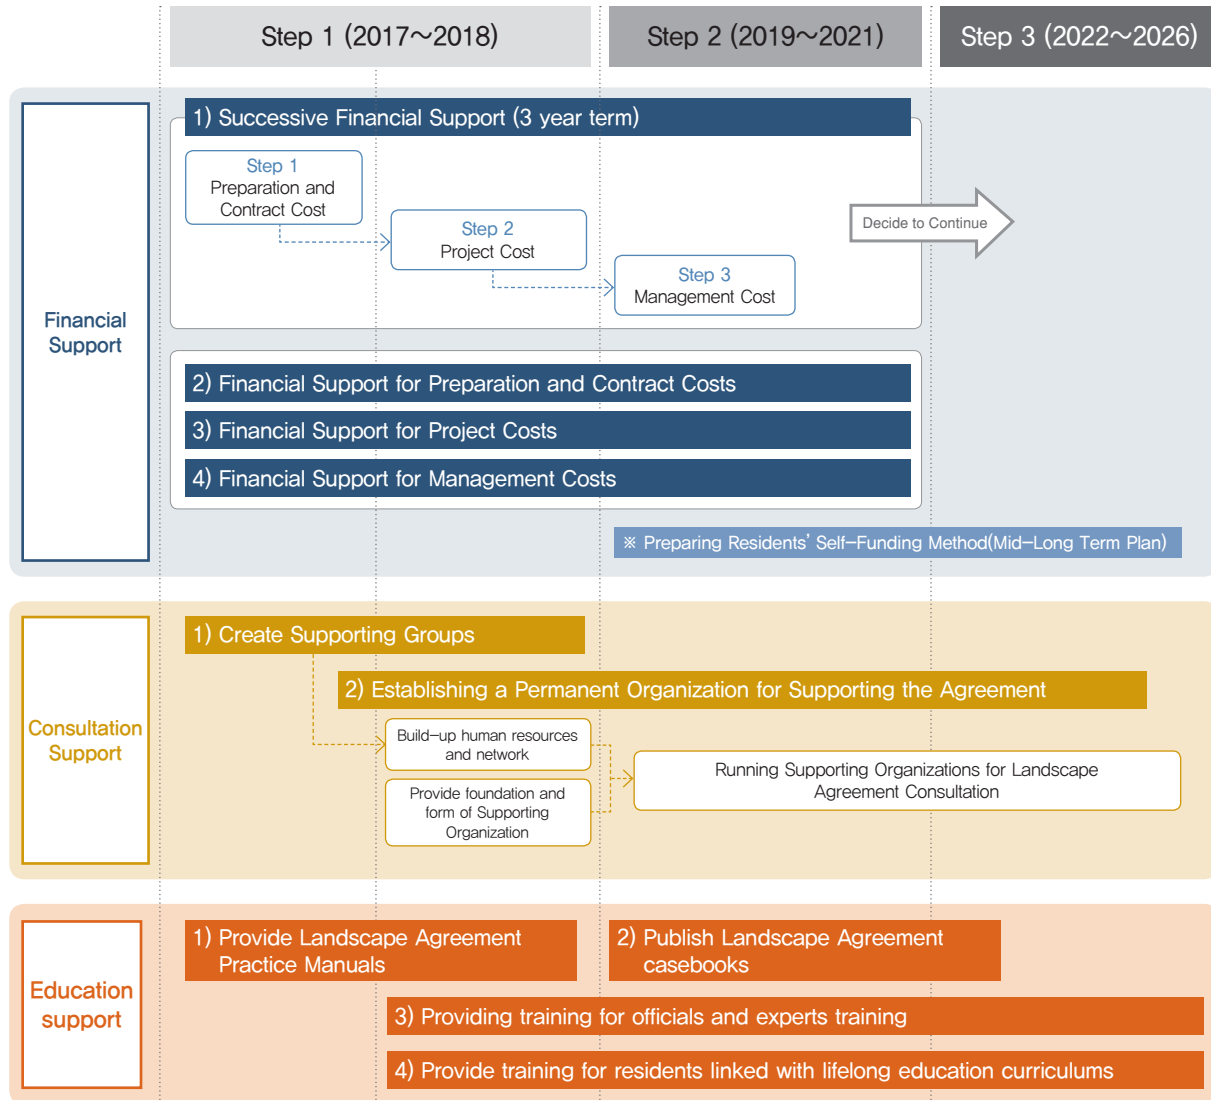 Step 1 (2017～2018)
Step 2 (2019～2021)
Step 3 (2022～2026)
Financial
Support
1) Successive Financial Support (3 year term)
Step 1
Preparation and
Contract Cost
Step 2
Project Cost
Step 3
Management Cost
Decide to Continue
2) Financial Support for Preparation and Contract Costs
3) Financial Support for Project Costs
4) Financial Support for Management Costs
※ Preparing Residents’ Self-Funding Method(Mid-Long Term Plan)
Consultation
Support
1) Create Supporting Groups
2) Establishing a Permanent Organization for Supporting the Agreement
Build-up human resources
and network
Provide foundation and
form of Supporting
Organization
Running Supporting Organizations for Landscape
Agreement Consultation
Education
support
1) Provide Landscape Agreement
Practice Manuals
2) Publish Landscape Agreement
casebooks
3) Providing training for officials and experts training
4) Provide training for residents linked with lifelong education curriculums